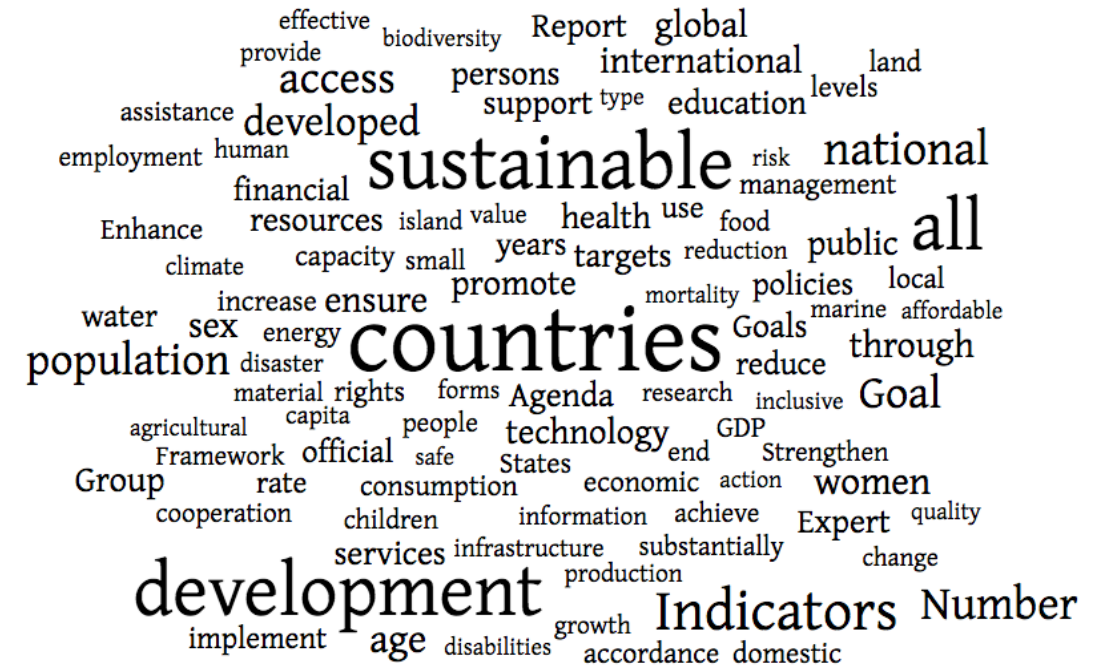 effective biodiversity Report global
provide access persons international land
assistance developed support type education levels
employment human sustainable risk national
financial management
Enhance resources island value health use food all
climate capacity small years targets reduction public
increase ensure promote mortality policies local
water sex energy countries Goals marine affordable
population disaster reduce through
material rights forms Agenda research inclusive Goal
agricultural capita people technology GDP
Framework official safe States end Strengthen
Group rate consumption economic action women
cooperation children information achieve Expert quality
services infrastructure substantially change
development production Indicators Number
implement age disabilities growth accordance domestic